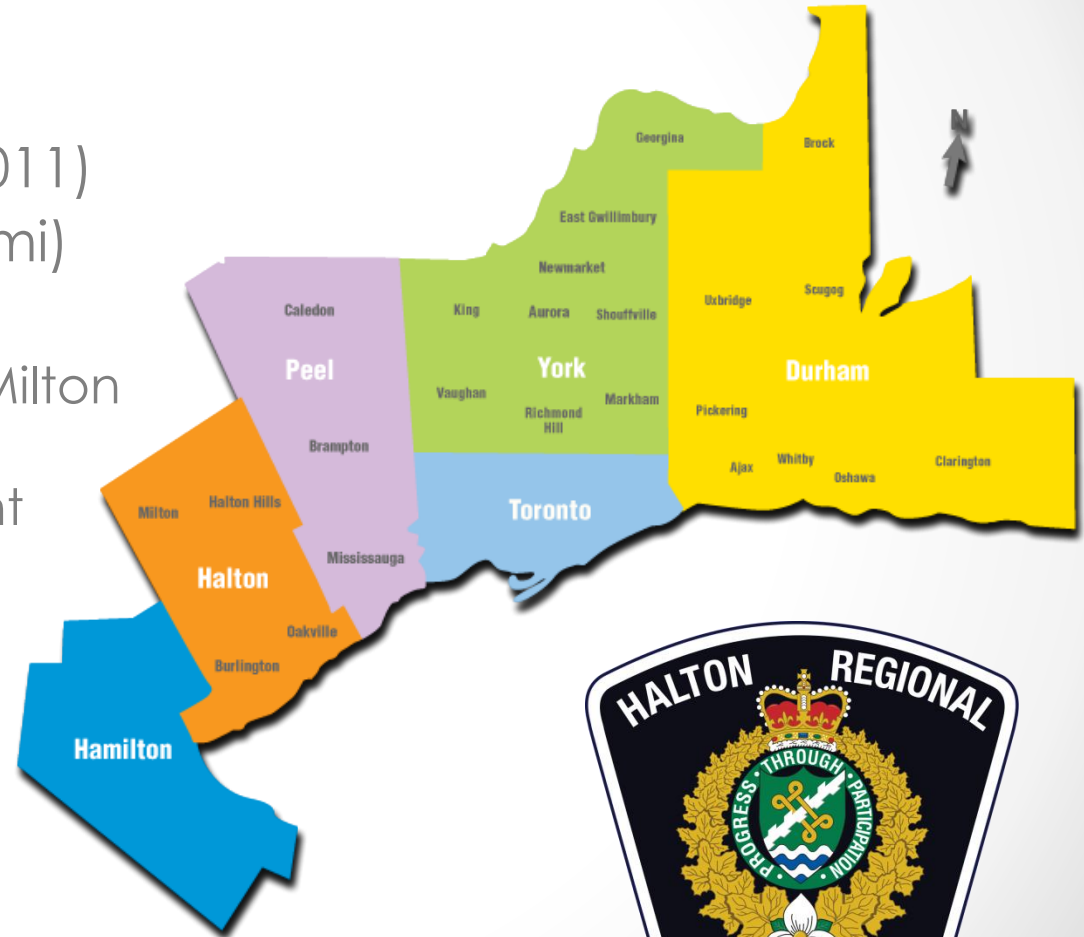 011)
mi)
Milton
nt
N
Georgina
Brock
East Gwillimbury
Newmarket
Uxbridge
Scugog
Caledon
King
Aurora
Shouffville
Peel
York
Durham
Vaughan
Markham
Richmond
Hill
Pickering
Brampton
Ajax
Whitby
Oshawa
Clarington
Milton
Halton Hills
Toronto
Mississauga
Halton
Oakville
Burlington
Hamilton
HALTON REGIONAL
PROGRESS • THROUGH • PARTICIPATION